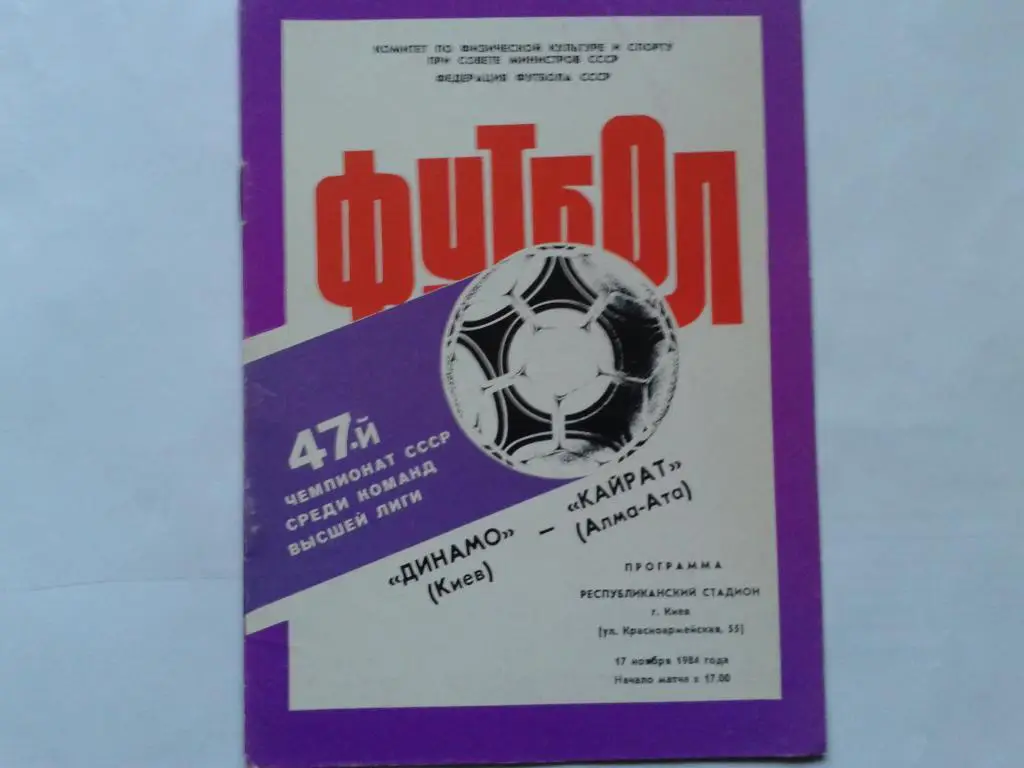 КОМИТЕТ ПО ФИЗИЧЕСКОЙ КУЛЬТУРЕ И СПОРТУ
ПРИ СОВЕТЕ МИНИСТРОВ СССР
ФЕДЕРАЦИЯ ФУТБОЛА СССР
ФУТБОЛ
47-й
ЧЕМПИОНАТ СССР
СРЕДИ КОМАНД
ВЫСШЕЙ ЛИГИ
«ДИНАМО» — «КАЙРАТ»
(Киев) (Алма-Ата)
ПРОГРАММА
РЕСПУБЛИКАНСКИЙ СТАДИОН
г. Киев
(ул. Красноармейская, 55)
17 ноября 1984 года
Начало матча в 17.00